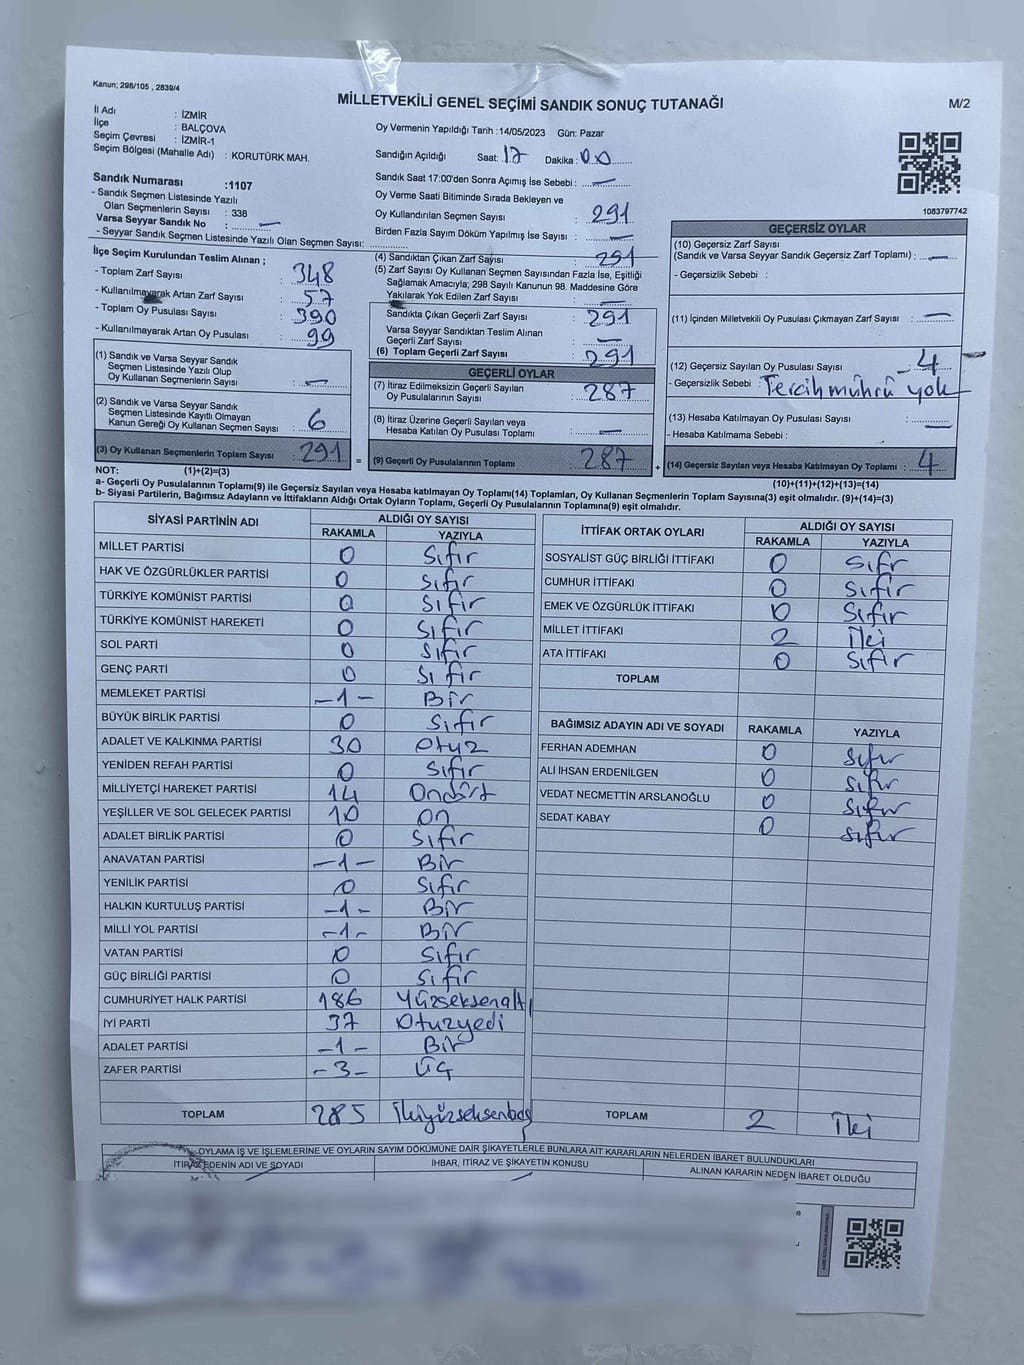 Kanun; 298/105 , 2839/4
MİLLETVEKİLİ GENEL SEÇİMİ SANDIK SONUÇ TUTANAĞI
M/2
İl Adı : İZMİR
İlçe : BALÇOVA
Seçim Çevresi : İZMİR-1
Seçim Bölgesi (Mahalle Adı) : KORUTÜRK MAH.
Sandık Numarası :1107
- Sandık Seçmen Listesinde Yazılı
Olan Seçmenlerin Sayısı : 338
Varsa Seyyar Sandık No : —
- Seyyar Sandık Seçmen Listesinde Yazılı Olan Seçmen Sayısı:
İlçe Seçim Kurulundan Teslim Alınan ;
- Toplam Zarf Sayısı : 348
- Kullanılmayarak Artan Zarf Sayısı : 57
- Toplam Oy Pusulası Sayısı : 390
- Kullanılmayarak Artan Oy Pusulası : 99
(1) Sandık ve Varsa Seyyar Sandık
Seçmen Listesinde Yazılı Olup
Oy Kullanan Seçmenlerin Sayısı : —
(2) Sandık ve Varsa Seyyar Sandık
Seçmen Listesinde Kayıtlı Olmayan
Kanun Gereği Oy Kullanan Seçmen Sayısı : 6
(3) Oy Kullanan Seçmenlerin Toplam Sayısı : 291
Oy Vermenin Yapıldığı Tarih :14/05/2023 Gün: Pazar
Sandığın Açıldığı Saat: 17 Dakika : 00
Sandık Saat 17:00'den Sonra Açımış İse Sebebi : —
Oy Verme Saati Bitiminde Sırada Bekleyen ve
Oy Kullandırılan Seçmen Sayısı : 291
Birden Fazla Sayım Döküm Yapılmış İse Sayısı : —
(4) Sandıktan Çıkan Zarf Sayısı : 291
(5) Zarf Sayısı Oy Kullanan Seçmen Sayısından Fazla İse, Eşitliği
Sağlamak Amacıyla; 298 Sayılı Kanunun 98. Maddesine Göre
Yakılarak Yok Edilen Zarf Sayısı : —
Sandıkta Çıkan Geçerli Zarf Sayısı : 291
Varsa Seyyar Sandıktan Teslim Alınan
Geçerli Zarf Sayısı : —
(6) Toplam Geçerli Zarf Sayısı : 291
GEÇERLİ OYLAR
(7) İtiraz Edilmeksizin Geçerli Sayılan
Oy Pusulalarının Sayısı : 287
(8) İtiraz Üzerine Geçerli Sayılan veya
Hesaba Katılan Oy Pusulası Toplamı : —
= (9) Geçerli Oy Pusulalarının Toplamı : 287
1083797742
GEÇERSİZ OYLAR
(10) Geçersiz Zarf Sayısı
(Sandık ve Varsa Seyyar Sandık Geçersiz Zarf Toplamı) : —
- Geçersizlik Sebebi :
(11) İçinden Milletvekili Oy Pusulası Çıkmayan Zarf Sayısı : —
(12) Geçersiz Sayılan Oy Pusulası Sayısı : 4
- Geçersizlik Sebebi : Tercih mührü yok
(13) Hesaba Katılmayan Oy Pusulası Sayısı : —
- Hesaba Katılmama Sebebi :
+ (14) Geçersiz Sayılan veya Hesaba Katılmayan Oy Toplamı : 4
NOT: (1)+(2)=(3)
(10)+(11)+(12)+(13)=(14)
a- Geçerli Oy Pusulalarının Toplamı(9) ile Geçersiz Sayılan veya Hesaba katılmayan Oy Toplamı(14) Toplamları, Oy Kullanan Seçmenlerin Toplam Sayısına(3) eşit olmalıdır. (9)+(14)=(3)
b- Siyasi Partilerin, Bağımsız Adayların ve İttifakların Aldığı Ortak Oyların Toplamı, Geçerli Oy Pusulalarının Toplamına(9) eşit olmalıdır.
SİYASİ PARTİNİN ADI ALDIĞI OY SAYISI
RAKAMLA YAZIYLA
MİLLET PARTİSİ 0 Sıfır
HAK VE ÖZGÜRLÜKLER PARTİSİ 0 Sıfır
TÜRKİYE KOMÜNİST PARTİSİ 0 Sıfır
TÜRKİYE KOMÜNİST HAREKETİ 0 Sıfır
SOL PARTİ 0 Sıfır
GENÇ PARTİ 0 Sıfır
MEMLEKET PARTİSİ -1- Bir
BÜYÜK BİRLİK PARTİSİ 0 Sıfır
ADALET VE KALKINMA PARTİSİ 30 Otuz
YENİDEN REFAH PARTİSİ 0 Sıfır
MİLLİYETÇİ HAREKET PARTİSİ 14 Ondört
YEŞİLLER VE SOL GELECEK PARTİSİ 10 On
ADALET BİRLİK PARTİSİ 0 Sıfır
ANAVATAN PARTİSİ -1- Bir
YENİLİK PARTİSİ 0 Sıfır
HALKIN KURTULUŞ PARTİSİ -1- Bir
MİLLİ YOL PARTİSİ -1- Bir
VATAN PARTİSİ 0 Sıfır
GÜÇ BİRLİĞİ PARTİSİ 0 Sıfır
CUMHURİYET HALK PARTİSİ 186 Yüzseksenaltı
İYİ PARTİ 37 Otuzyedi
ADALET PARTİSİ -1- Bir
ZAFER PARTİSİ -3- Üç
TOPLAM 285 İkiyüzseksenbeş
İTTİFAK ORTAK OYLARI ALDIĞI OY SAYISI
RAKAMLA YAZIYLA
SOSYALİST GÜÇ BİRLİĞİ İTTİFAKI 0 Sıfr
CUMHUR İTTİFAKI 0 Sıfır
EMEK VE ÖZGÜRLÜK İTTİFAKI 0 Sıfır
MİLLET İTTİFAKI 2 İki
ATA İTTİFAKI 0 Sıfır
TOPLAM
BAĞIMSIZ ADAYIN ADI VE SOYADI RAKAMLA YAZIYLA
FERHAN ADEMHAN 0 Sıfır
ALİ İHSAN ERDENİLGEN 0 Sıfır
VEDAT NECMETTİN ARSLANOĞLU 0 Sıfır
SEDAT KABAY 0 Sıfır
TOPLAM 2 İki
OYLAMA İŞ VE İŞLEMLERİNE VE OYLARIN SAYIM DÖKÜMÜNE DAİR ŞİKAYETLERLE BUNLARA AİT KARARLARIN NELERDEN İBARET BULUNDUKLARI
İTİRAZ EDENİN ADI VE SOYADI İHBAR, İTİRAZ VE ŞİKAYETİN KONUSU ALINAN KARARIN NEDEN İBARET OLDUĞU